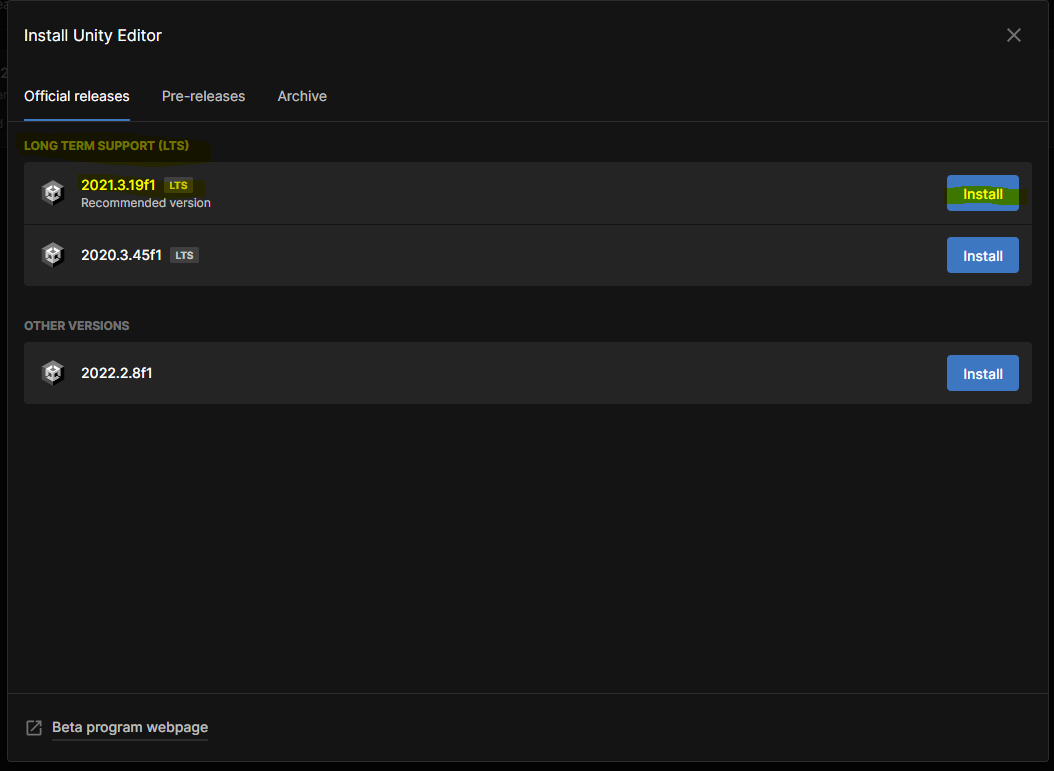 Install Unity Editor
Official releases Pre-releases Archive
LONG TERM SUPPORT (LTS)
2021.3.19f1 LTS
Recommended version
Install
2020.3.45f1 LTS
Install
OTHER VERSIONS
2022.2.8f1
Install
Beta program webpage